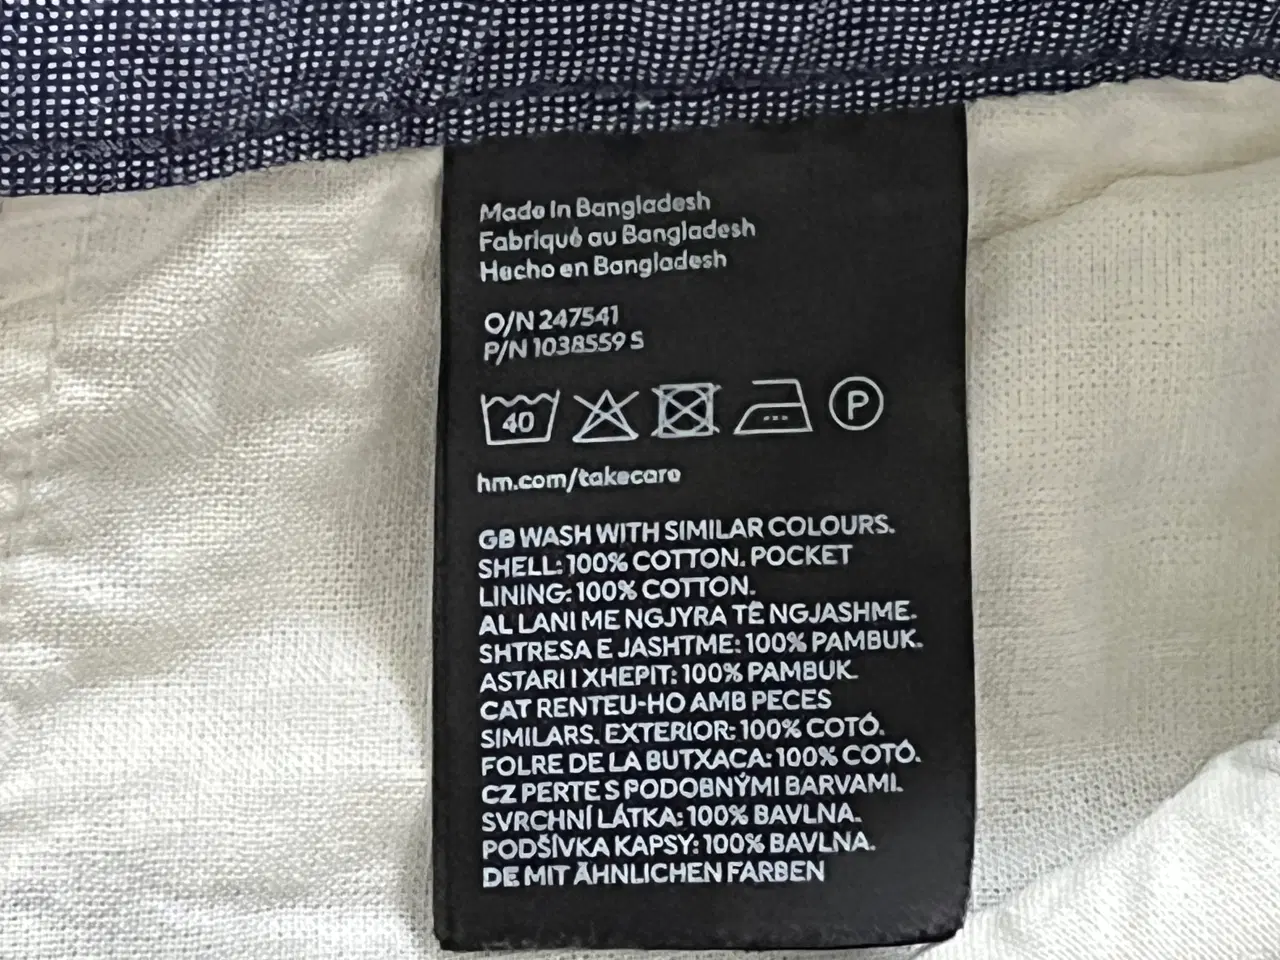 Made in Bangladesh
Fabriqué au Bangladesh
Hecho en Bangladesh
O/N 247541
P/N 1038559 S
40 P
hm.com/takecare
GB WASH WITH SIMILAR COLOURS.
SHELL: 100% COTTON. POCKET
LINING: 100% COTTON.
AL LANI ME NGJYRA TË NGJASHME.
SHTRESA E JASHTME: 100% PAMBUK.
ASTARI I XHEPIT: 100% PAMBUK.
CAT RENTEU-HO AMB PECES
SIMILARS. EXTERIOR: 100% COTÓ.
FOLRE DE LA BUTXACA: 100% COTÓ.
CZ PERTE S PODOBNÝMI BARVAMI.
SVRCHNÍ LÁTKA: 100% BAVLNA.
PODŠÍVKA KAPSY: 100% BAVLNA.
DE MIT ÄHNLICHEN FARBEN